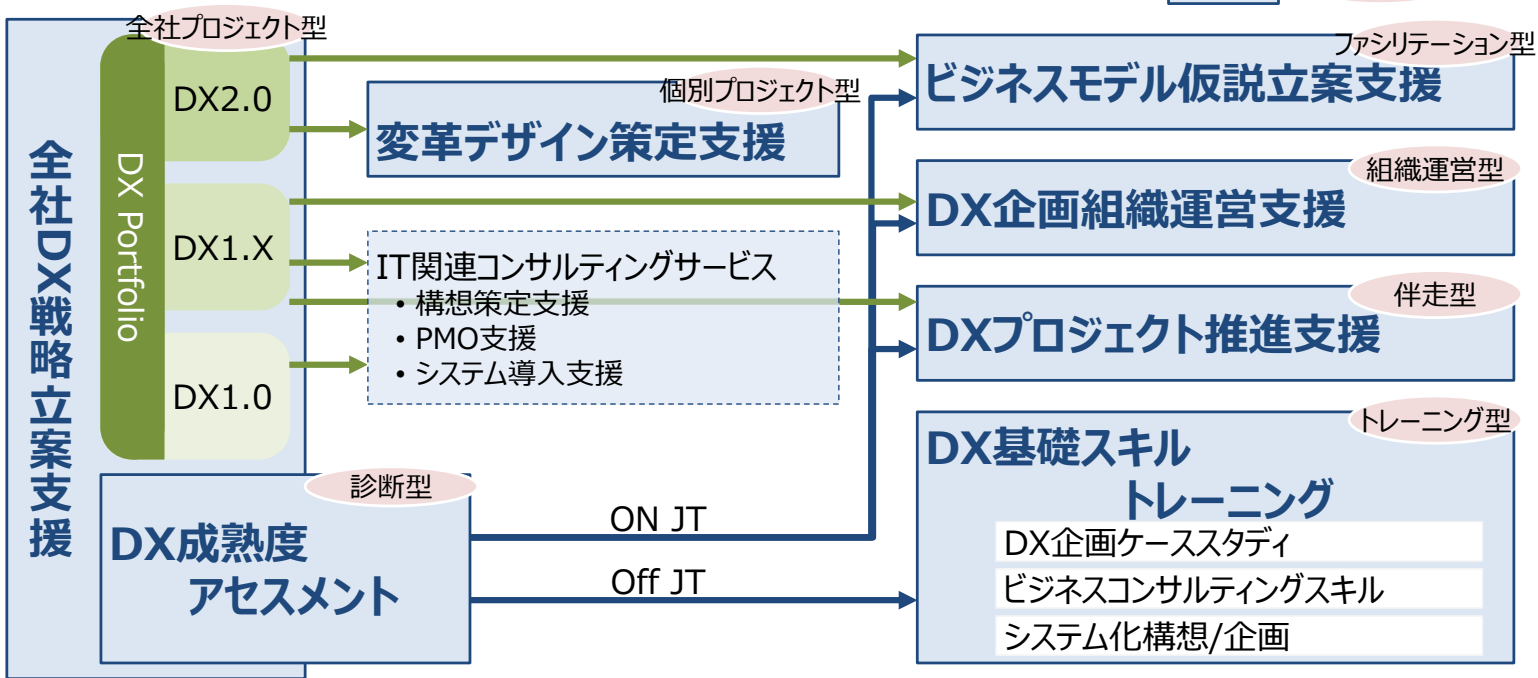 全社プロジェクト型
全社DX戦略立案支援
DX Portfolio
DX2.0
DX1.X
DX1.0
個別プロジェクト型
変革デザイン策定支援
IT関連コンサルティングサービス
・構想策定支援
・PMO支援
・システム導入支援
診断型
DX成熟度
アセスメント
ON JT
Off JT
ファシリテーション型
ビジネスモデル仮説立案支援
組織運営型
DX企画組織運営支援
伴走型
DXプロジェクト推進支援
トレーニング型
DX基礎スキル
トレーニング
DX企画ケーススタディ
ビジネスコンサルティングスキル
システム化構想/企画